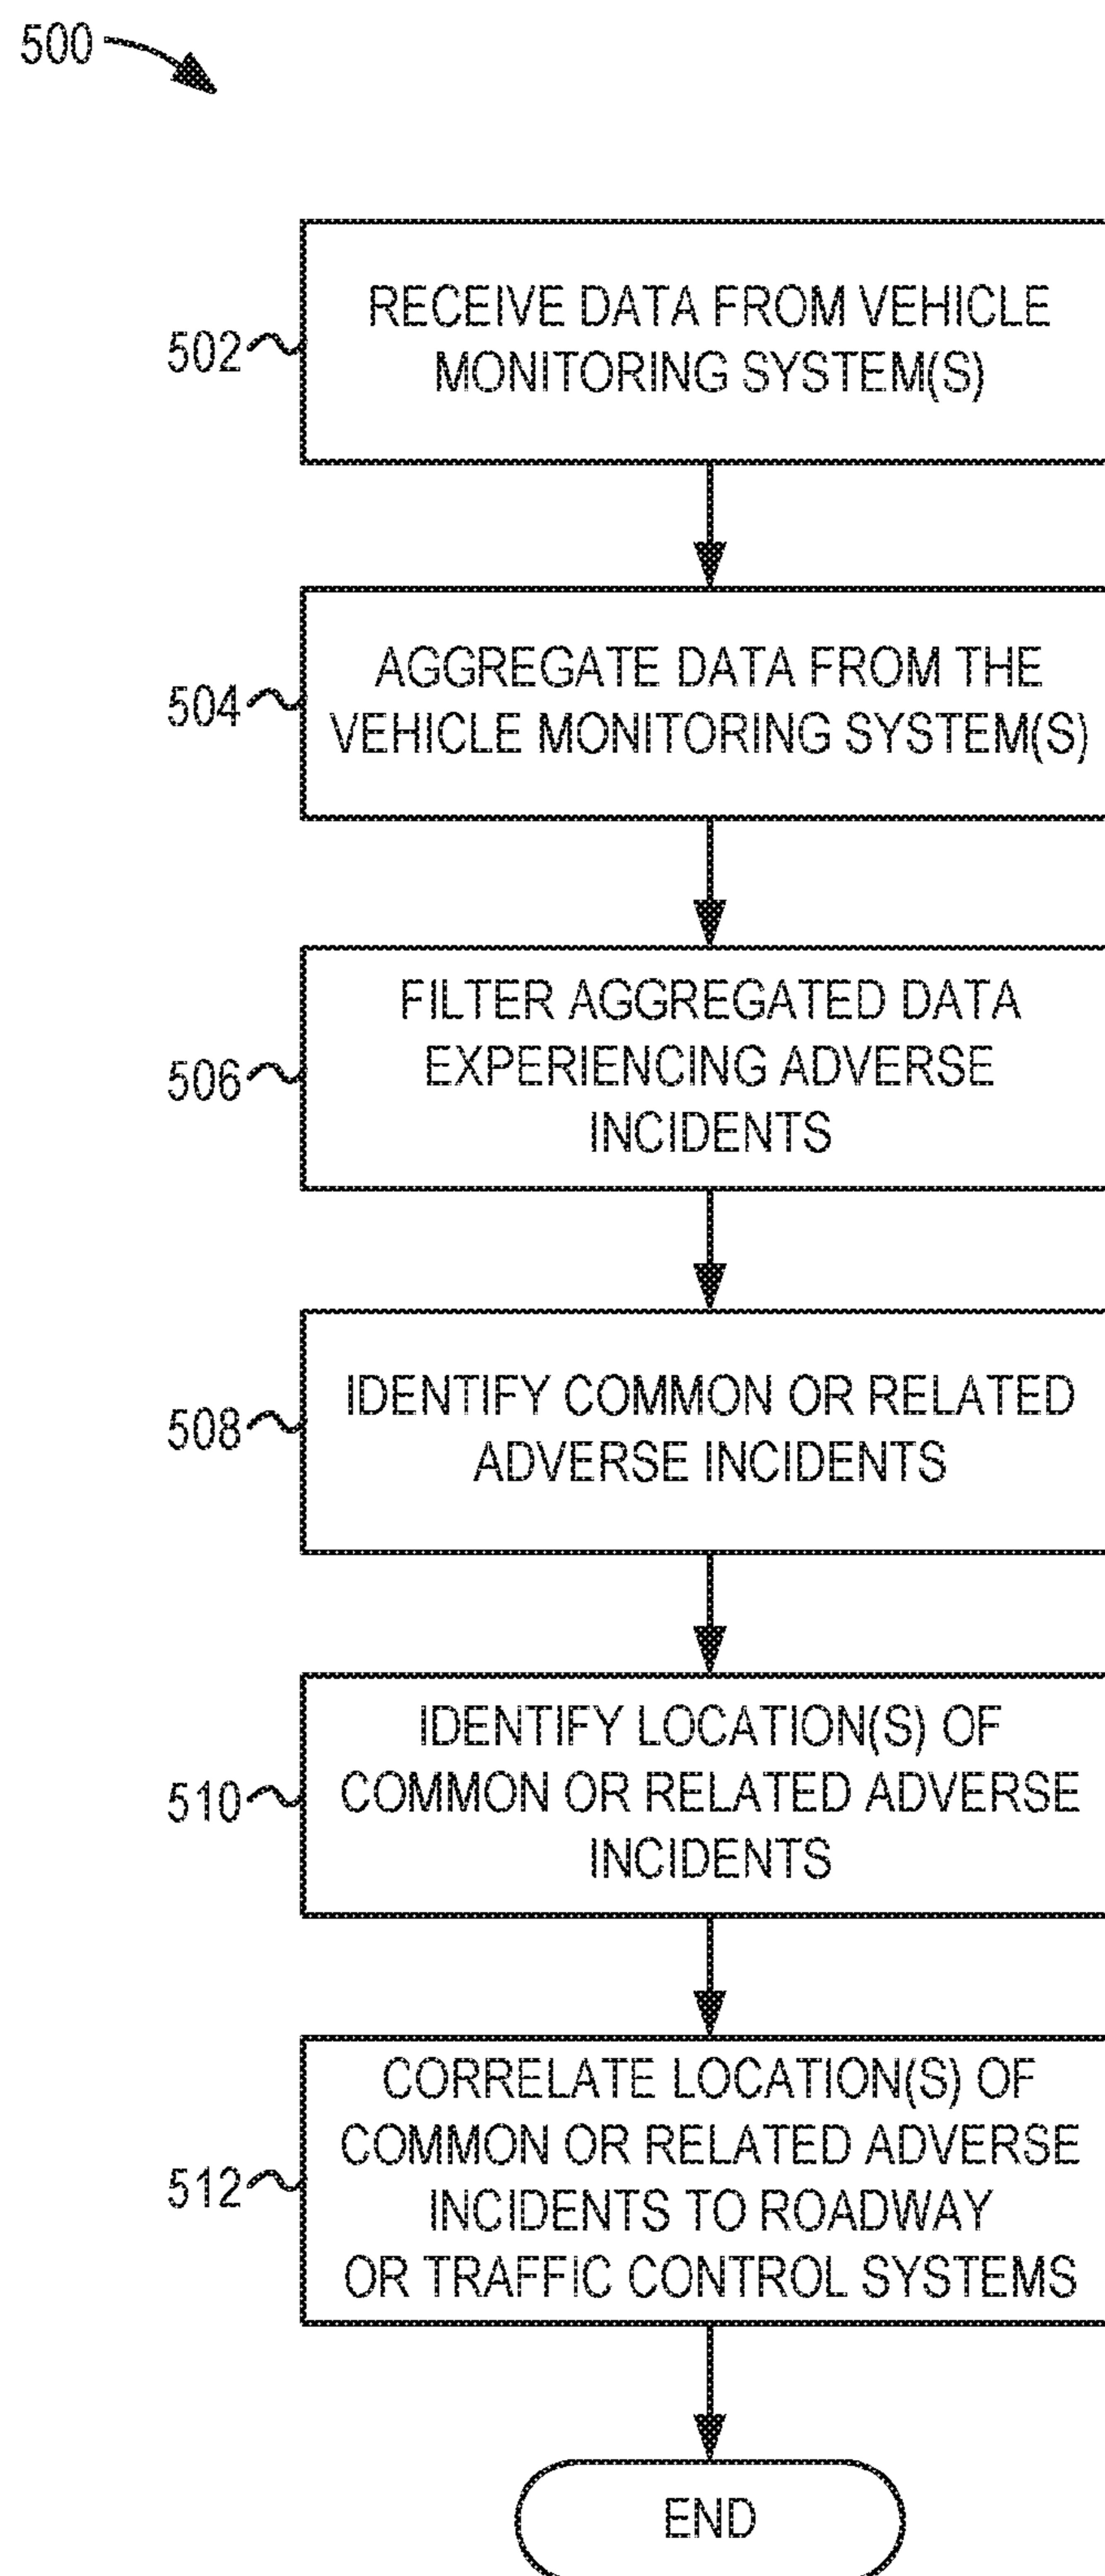 500
RECEIVE DATA FROM VEHICLE
MONITORING SYSTEM(S)
502
AGGREGATE DATA FROM THE
VEHICLE MONITORING SYSTEM(S)
504
FILTER AGGREGATED DATA
EXPERIENCING ADVERSE
INCIDENTS
506
IDENTIFY COMMON OR RELATED
ADVERSE INCIDENTS
508
IDENTIFY LOCATION(S) OF
COMMON OR RELATED ADVERSE
INCIDENTS
510
CORRELATE LOCATION(S) OF
COMMON OR RELATED ADVERSE
INCIDENTS TO ROADWAY
OR TRAFFIC CONTROL SYSTEMS
512
END